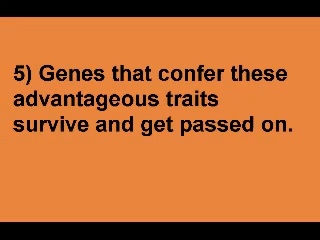 5) Genes that confer these
advantageous traits
survive and get passed on.